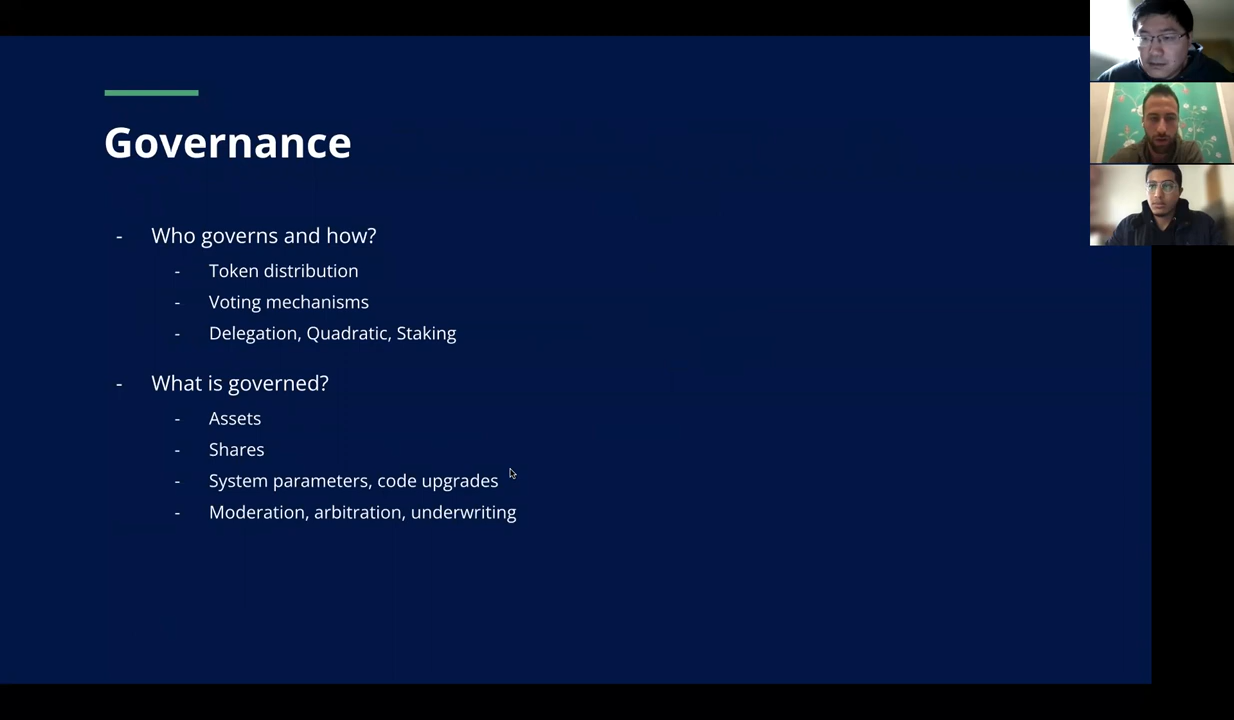 Governance
- Who governs and how?
- Token distribution
- Voting mechanisms
- Delegation, Quadratic, Staking
- What is governed?
- Assets
- Shares
- System parameters, code upgrades
- Moderation, arbitration, underwriting